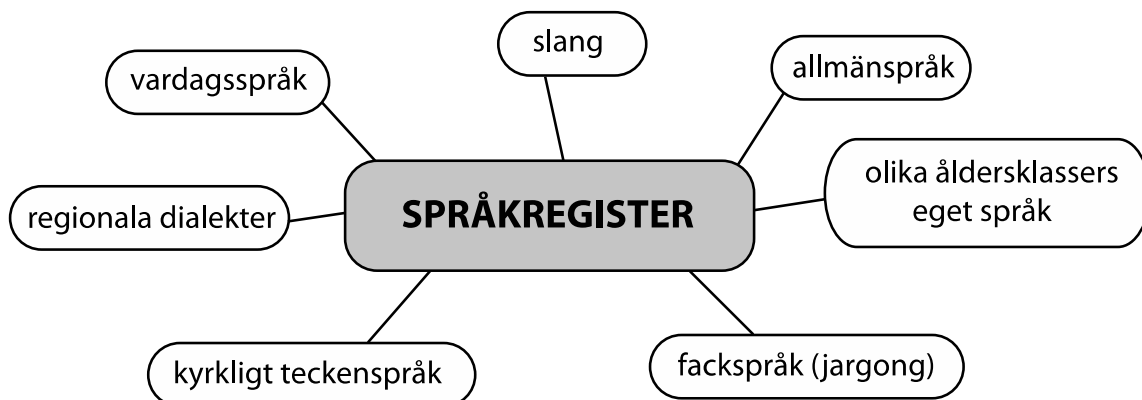 slang
vardagsspråk
allmänspråk
olika åldersklassers
eget språk
SPRÅKREGISTER
regionala dialekter
kyrkligt teckenspråk
fackspråk (jargong)